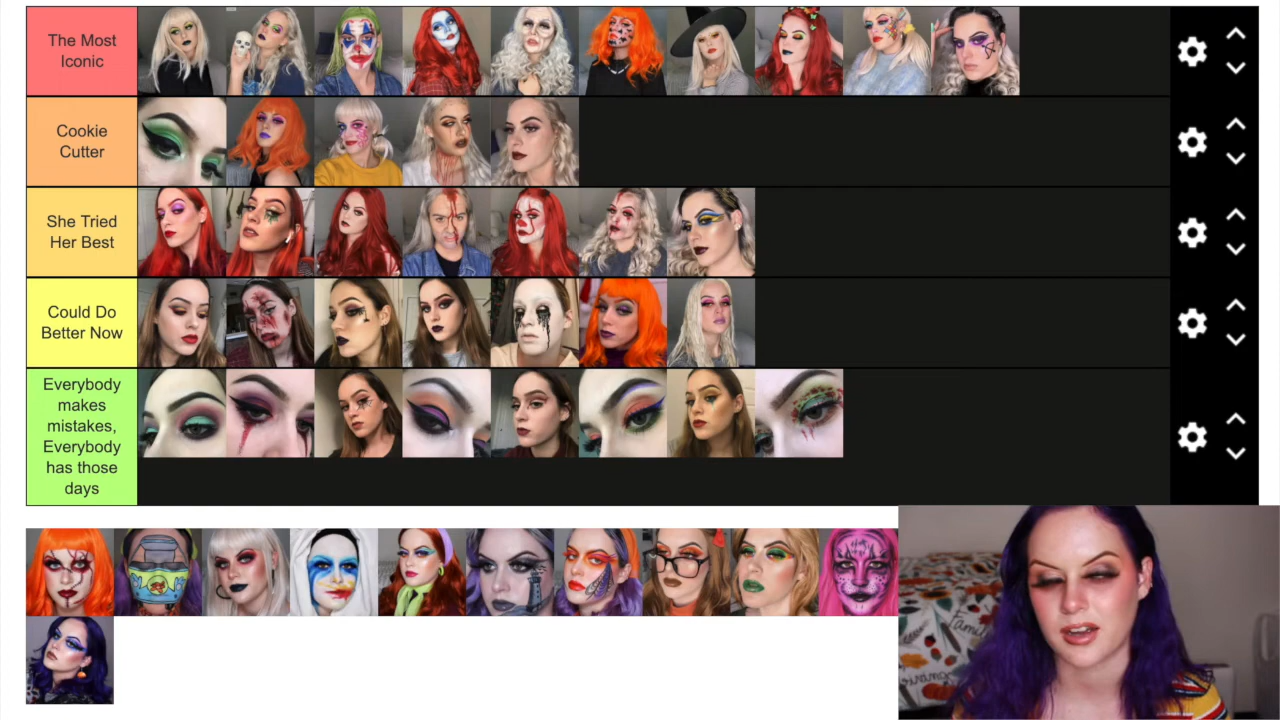 The Most
Iconic
Cookie
Cutter
She Tried
Her Best
Could Do
Better Now
Everybody
makes
mistakes,
Everybody
has those
days
Family